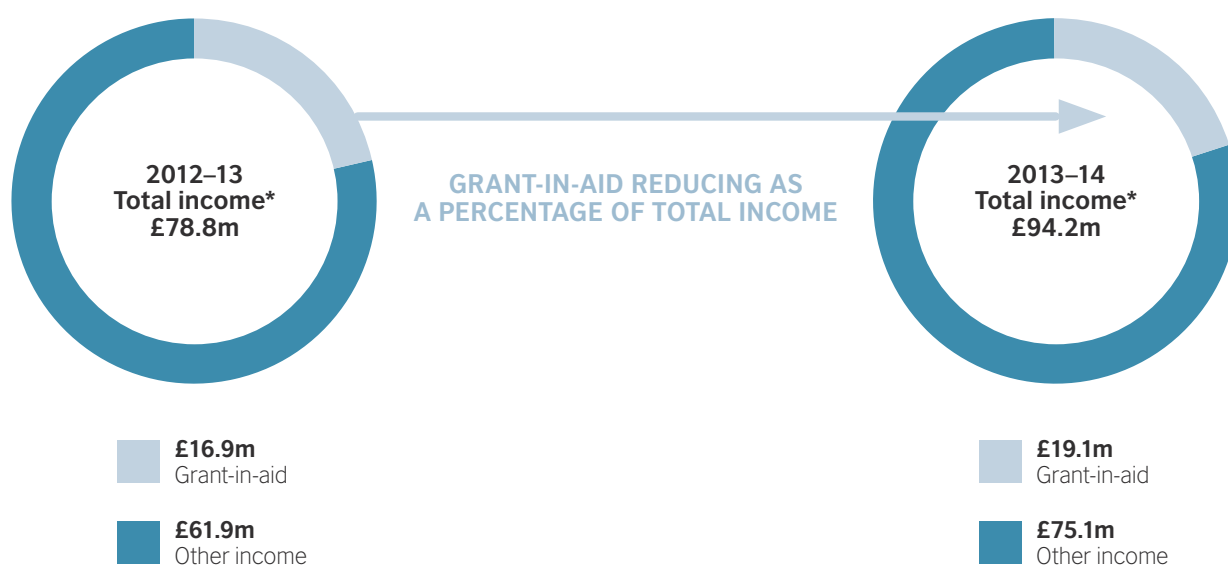 2012–13
Total income*
£78.8m
GRANT-IN-AID REDUCING AS
A PERCENTAGE OF TOTAL INCOME
2013–14
Total income*
£94.2m
£16.9m
Grant-in-aid
£61.9m
Other income
£19.1m
Grant-in-aid
£75.1m
Other income